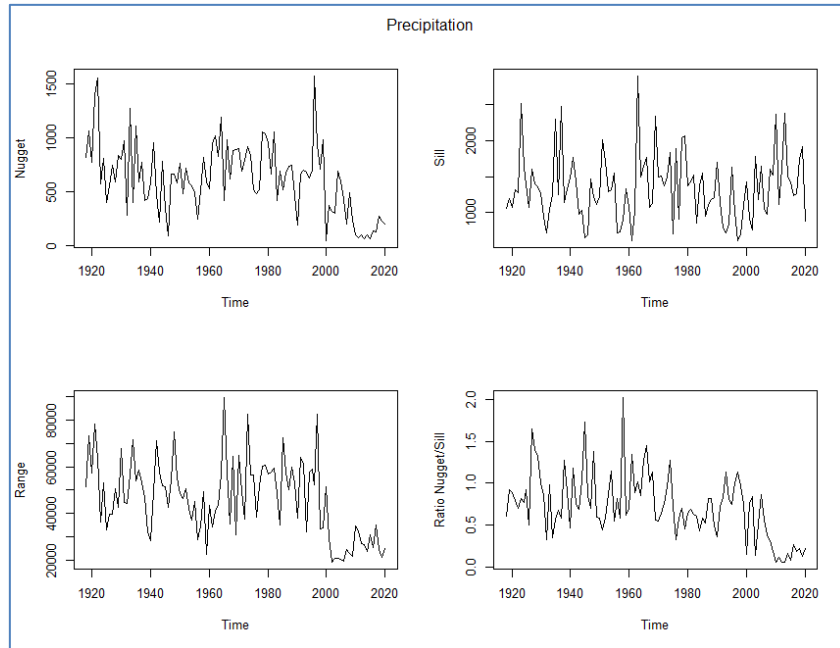 Precipitation
Nugget
0 500 1000 1500
1920 1940 1960 1980 2000 2020
Time
Sill
1000 2000
1920 1940 1960 1980 2000 2020
Time
Range
20000 40000 60000 80000
1920 1940 1960 1980 2000 2020
Time
Ratio Nugget/Sill
0.0 0.5 1.0 1.5 2.0
1920 1940 1960 1980 2000 2020
Time